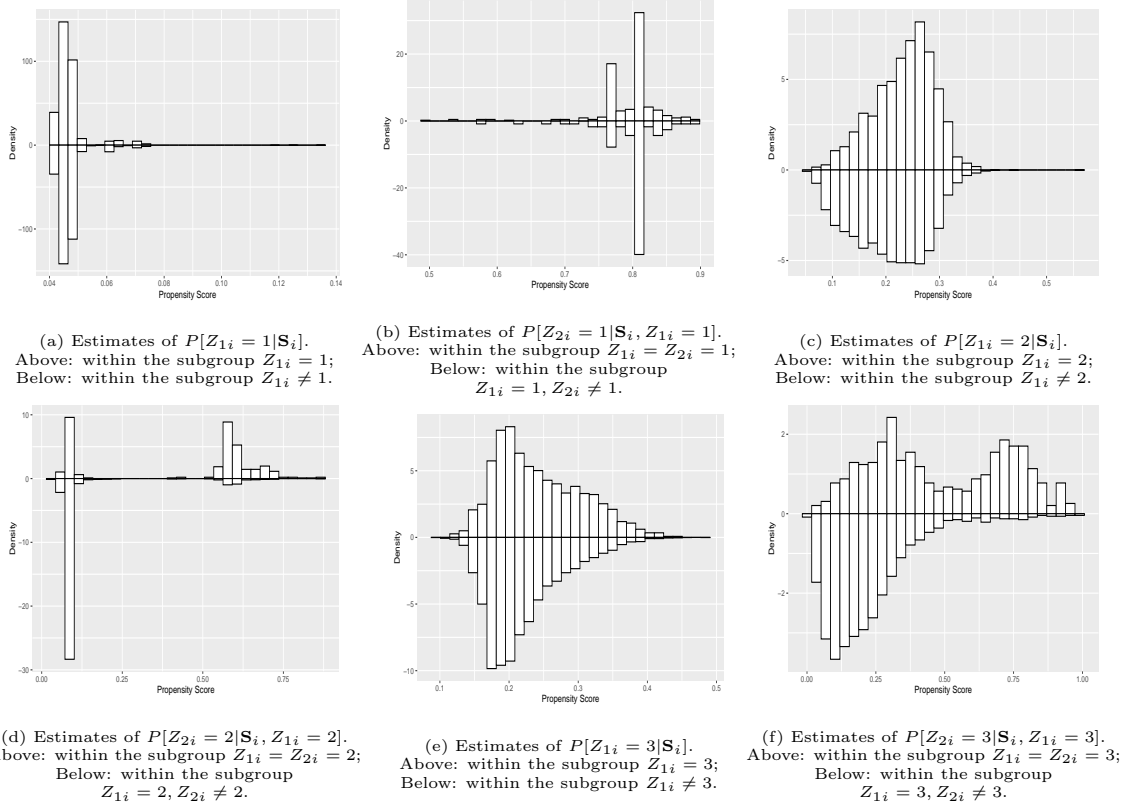 100
0
−100
0.04
0.06
0.08
0.10
0.12
0.14
Propensity Score
Density
(a) Estimates of P[Z1i = 1|Si].
Above: within the subgroup Z1i = 1;
Below: within the subgroup Z1i ≠ 1.
20
0
−20
−40
0.5
0.6
0.7
0.8
0.9
Propensity Score
Density
(b) Estimates of P[Z2i = 1|Si, Z1i = 1].
Above: within the subgroup Z1i = Z2i = 1;
Below: within the subgroup
Z1i = 1, Z2i ≠ 1.
5
0
−5
0.1
0.2
0.3
0.4
0.5
Propensity Score
Density
(c) Estimates of P[Z1i = 2|Si].
Above: within the subgroup Z1i = 2;
Below: within the subgroup Z1i ≠ 2.
10
0
−10
−20
−30
0.00
0.25
0.50
0.75
Propensity Score
Density
(d) Estimates of P[Z2i = 2|Si, Z1i = 2].
bove: within the subgroup Z1i = Z2i = 2;
Below: within the subgroup
Z1i = 2, Z2i ≠ 2.
5
0
−5
−10
0.1
0.2
0.3
0.4
0.5
Propensity Score
Density
(e) Estimates of P[Z1i = 3|Si].
Above: within the subgroup Z1i = 3;
Below: within the subgroup Z1i ≠ 3.
2
0
−2
0.00
0.25
0.50
0.75
1.00
Propensity Score
Density
(f) Estimates of P[Z2i = 3|Si, Z1i = 3].
Above: within the subgroup Z1i = Z2i = 3;
Below: within the subgroup
Z1i = 3, Z2i ≠ 3.